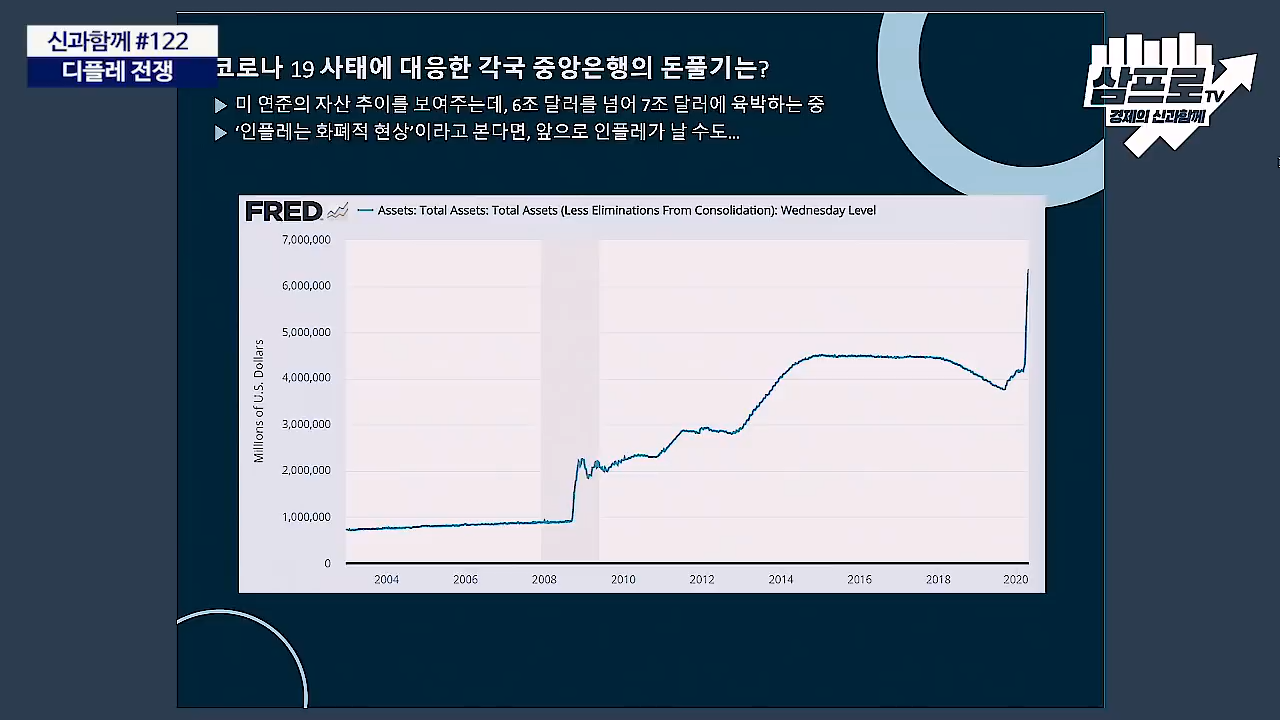 신과함께 #122
디플레 전쟁
코로나 19 사태에 대응한 각국 중앙은행의 돈풀기는?
미 연준의 자산 추이를 보여주는데, 6조 달러를 넘어 7조 달러에 육박하는 중
‘인플레는 화폐적 현상’이라고 본다면, 앞으로 인플레가 날 수도...
삼프로TV
경제의 신과함께
FRED
Assets: Total Assets: Total Assets (Less Eliminations From Consolidation): Wednesday Level
7,000,000
6,000,000
5,000,000
4,000,000
3,000,000
2,000,000
1,000,000
0
Millions of U.S. Dollars
2004 2006 2008 2010 2012 2014 2016 2018 2020